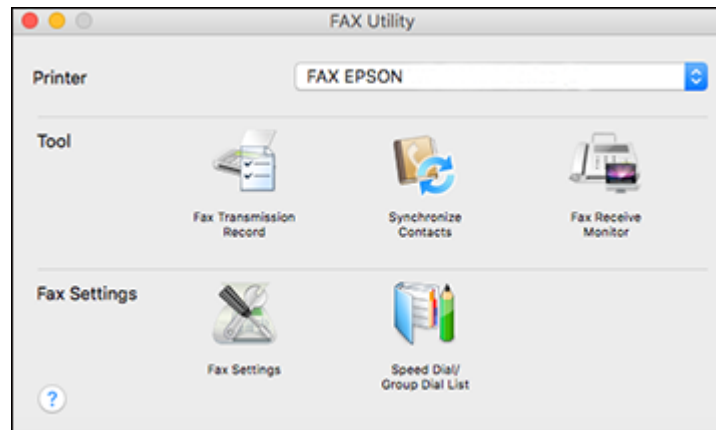 FAX Utility
Printer
FAX EPSON
Tool
Fax Transmission
Record
Synchronize
Contacts
Fax Receive
Monitor
Fax Settings
Fax Settings
Speed Dial/
Group Dial List
?